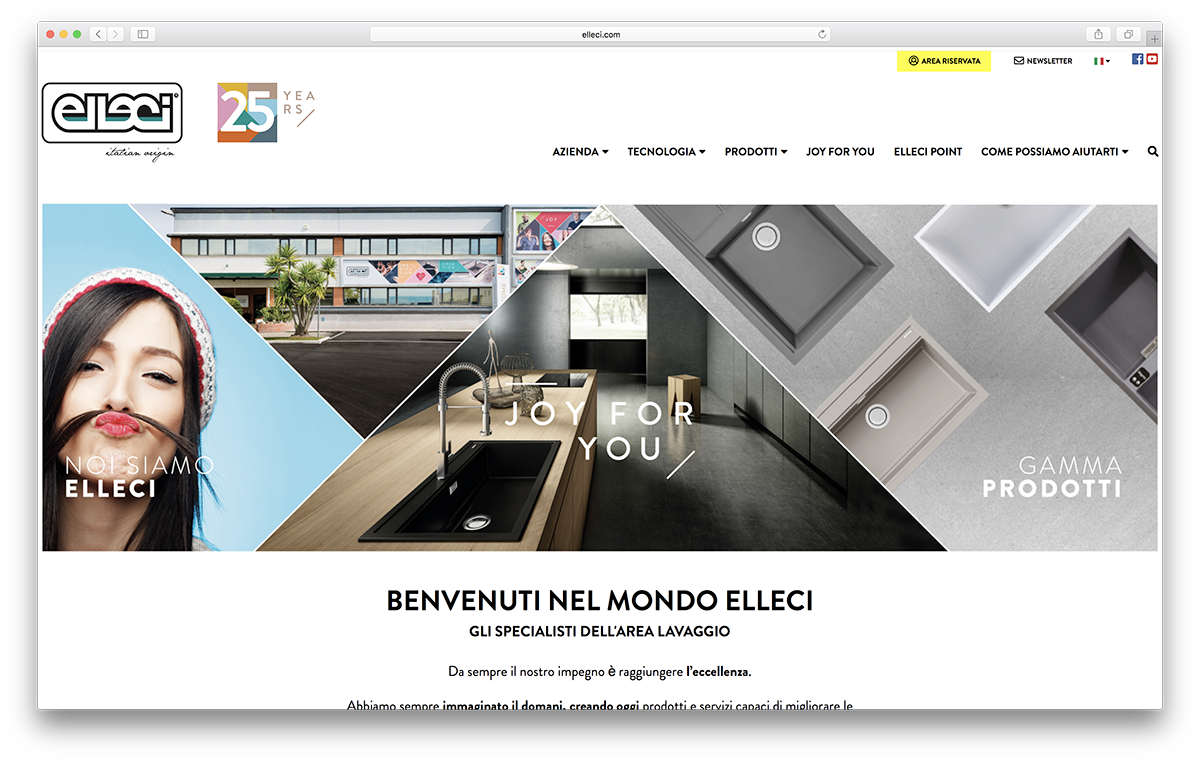 elleci.com
AREA RISERVATA
NEWSLETTER
elleci
italian origin
25 YEA
RS
AZIENDA
TECNOLOGIA
PRODOTTI
JOY FOR YOU
ELLECI POINT
COME POSSIAMO AIUTARTI
JOY
JOY FOR
YOU
NOI SIAMO
ELLECI
GAMMA
PRODOTTI
BENVENUTI NEL MONDO ELLECI
GLI SPECIALISTI DELL'AREA LAVAGGIO
Da sempre il nostro impegno è raggiungere l'eccellenza.
Abbiamo sempre immaginato il domani, creando oggi prodotti e servizi capaci di migliorare le